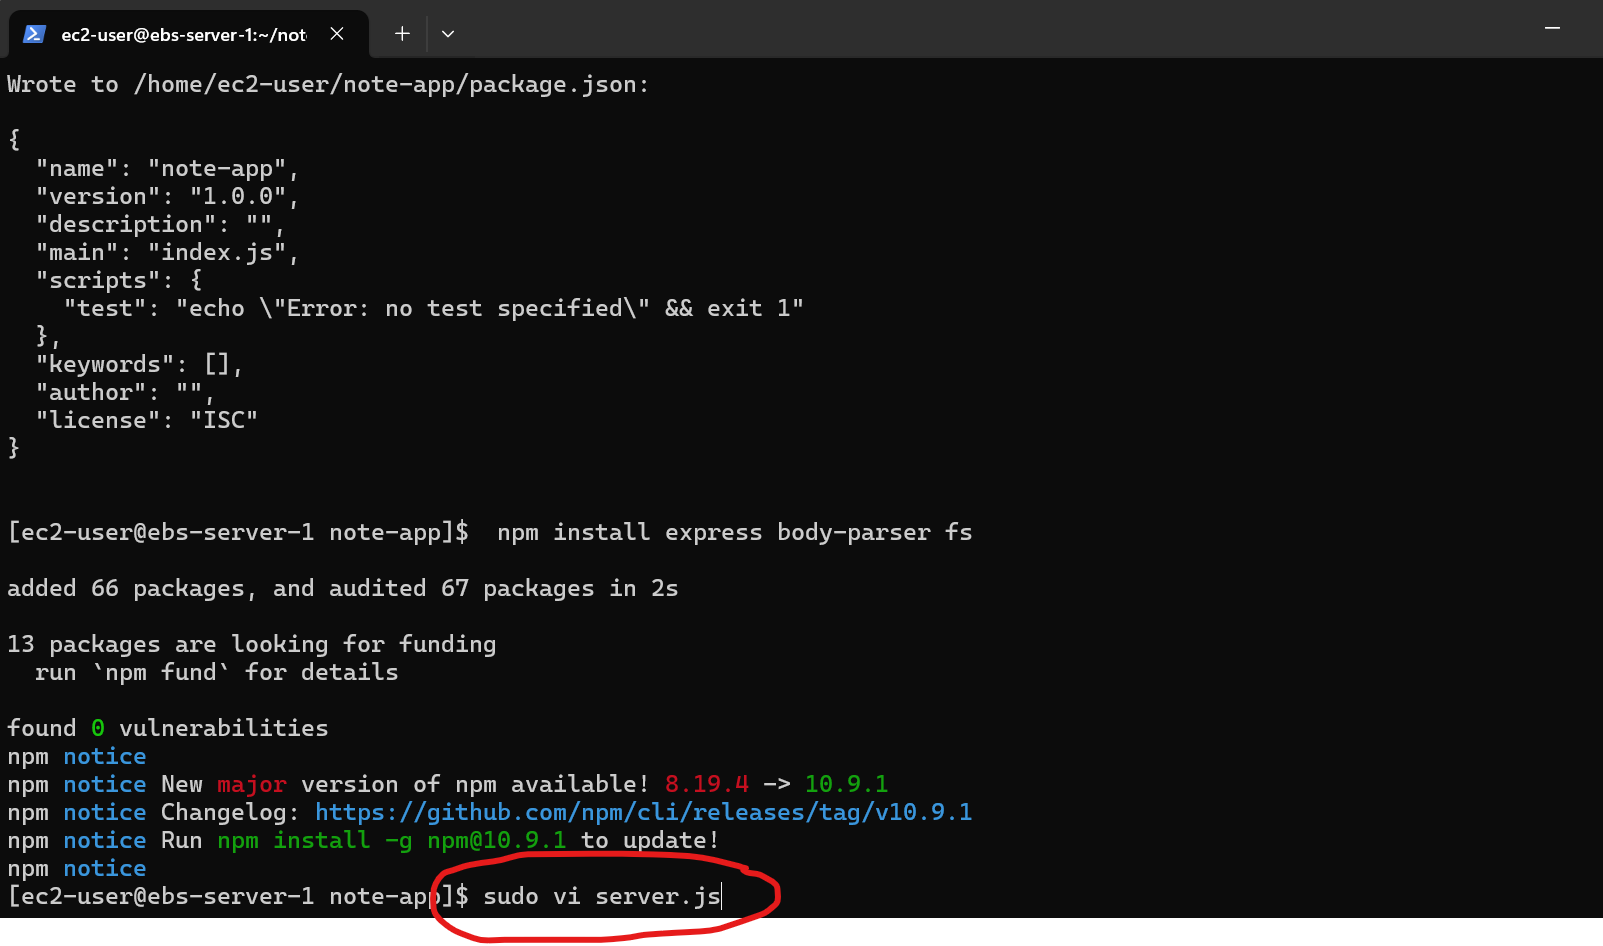 ec2-user@ebs-server-1:~/not
Wrote to /home/ec2-user/note-app/package.json:
{
  "name": "note-app",
  "version": "1.0.0",
  "description": "",
  "main": "index.js",
  "scripts": {
    "test": "echo \"Error: no test specified\" && exit 1"
  },
  "keywords": [],
  "author": "",
  "license": "ISC"
}
[ec2-user@ebs-server-1 note-app]$  npm install express body-parser fs
added 66 packages, and audited 67 packages in 2s
13 packages are looking for funding
  run `npm fund` for details
found 0 vulnerabilities
npm notice
npm notice New major version of npm available! 8.19.4 -> 10.9.1
npm notice Changelog: https://github.com/npm/cli/releases/tag/v10.9.1
npm notice Run npm install -g npm@10.9.1 to update!
npm notice
[ec2-user@ebs-server-1 note-app]$ sudo vi server.js